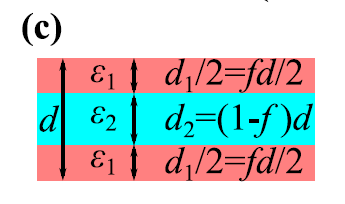 (c)
ε₁ d₁/2=fd/2
d ε₂ d₂=(1-f)d
ε₁ d₁/2=fd/2